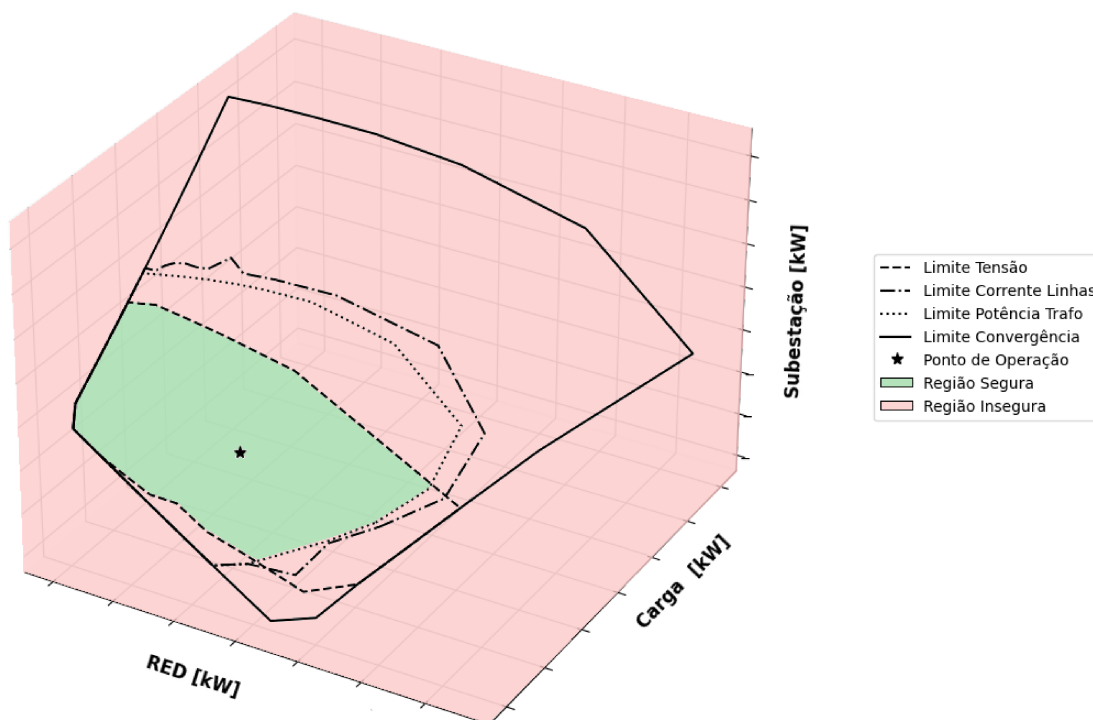 Substação [kW]
Carga [kW]
RED [kW]
Limite Tensão
Limite Corrente Linhas
Limite Potência Trafo
Limite Convergência
Ponto de Operação
Região Segura
Região Insegura